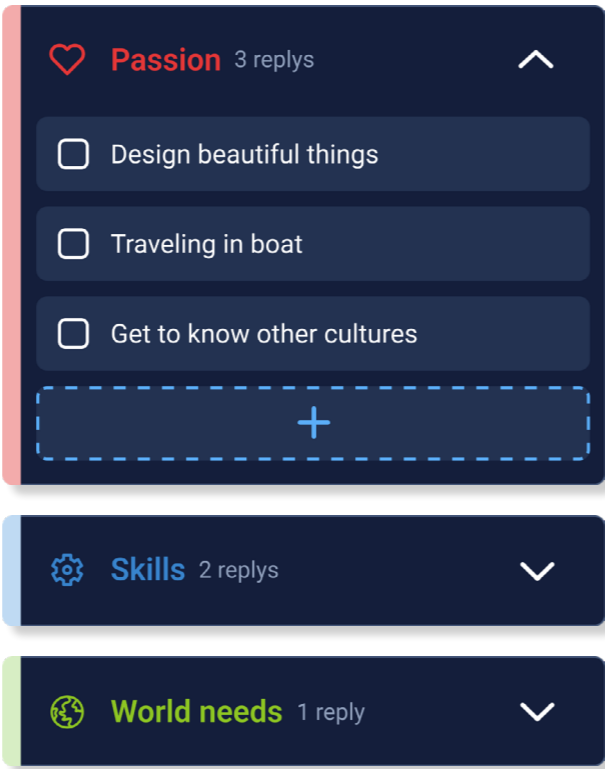 Passion 3 replys
Design beautiful things
Traveling in boat
Get to know other cultures
+
Skills 2 replys
World needs 1 reply